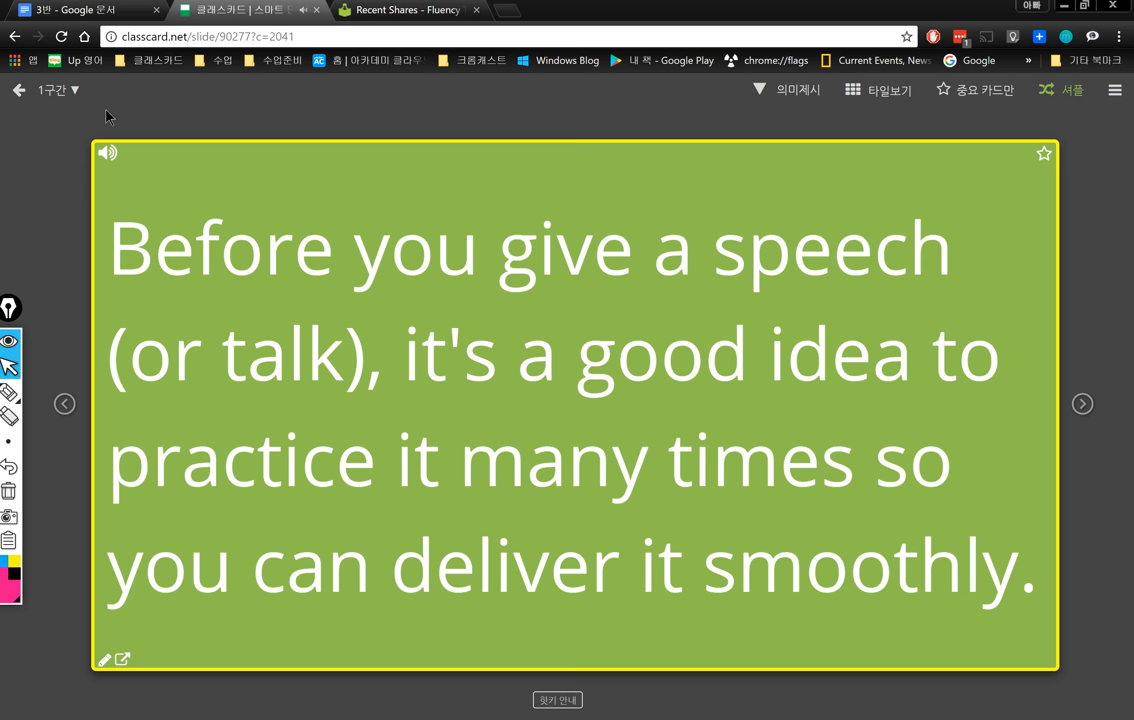 3반 - Google 문서
클래스카드 | 스마트
Recent Shares - Fluency
아빠
classcard.net/slide/90277?c=2041
1
앱
Up 영어
클래스카드
수업
수업준비
홈 | 아카데미 클라우
크롬캐스트
Windows Blog
내 책 - Google Play
chrome://flags
Current Events, News
Google
»
기타 북마크
1구간 ▼
▼ 의미제시
타일보기
중요 카드만
셔플
Before you give a speech
(or talk), it's a good idea to
practice it many times so
you can deliver it smoothly.
핫키 안내